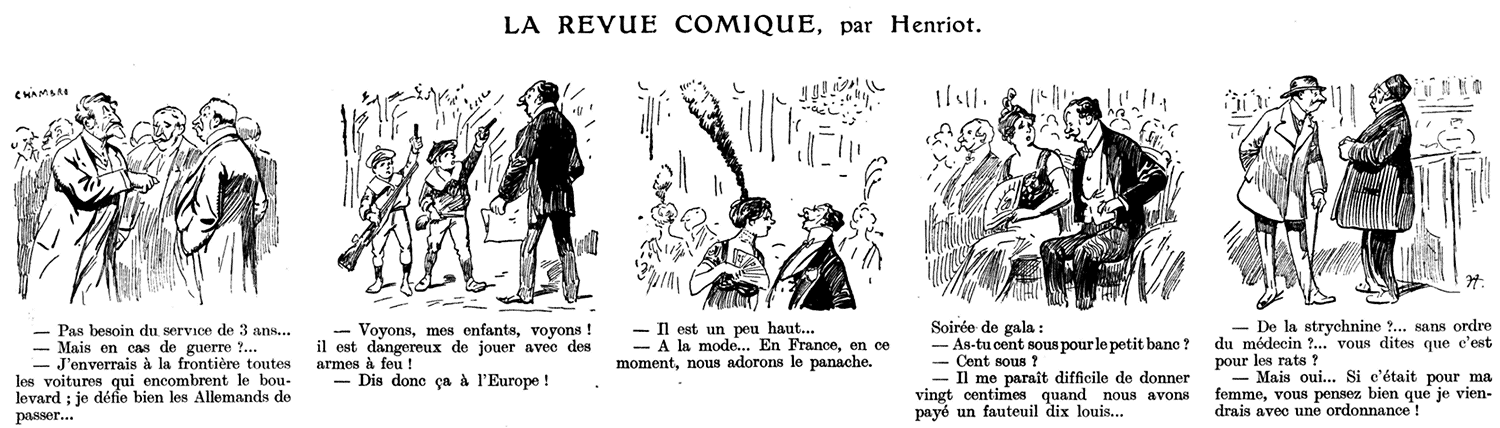 LA REVUE COMIQUE, par Henriot.
CHAMBRO
— Pas besoin du service de 3 ans...
— Mais en cas de guerre ?...
— J'enverrais à la frontière toutes
les voitures qui encombrent le bou-
levard ; je défie bien les Allemands de
passer...
— Voyons, mes enfants, voyons !
il est dangereux de jouer avec des
armes à feu !
— Dis donc ça à l'Europe !
— Il est un peu haut...
— A la mode... En France, en ce
moment, nous adorons le panache.
Soirée de gala :
— As-tu cent sous pour le petit banc ?
— Cent sous ?
— Il me paraît difficile de donner
vingt centimes quand nous avons
payé un fauteuil dix louis...
H.
— De la strychnine ?... sans ordre
du médecin ?... vous dites que c'est
pour les rats ?
— Mais oui... Si c'était pour ma
femme, vous pensez bien que je vien-
drais avec une ordonnance !